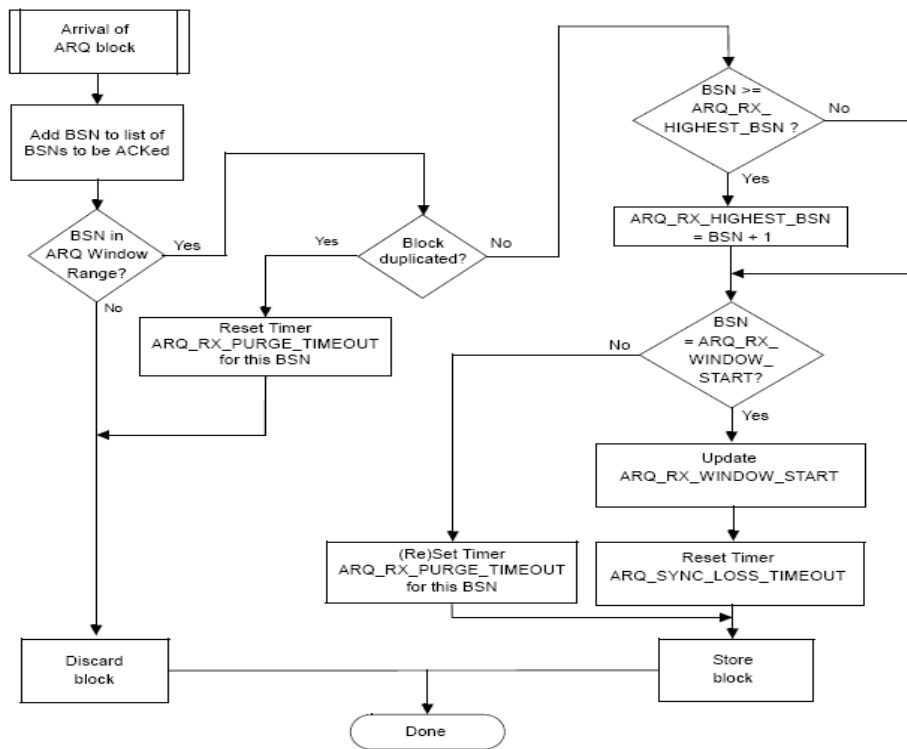 Arrival of
ARQ block
Add BSN to list of
BSNs to be ACKed
BSN in
ARQ Window
Range?
Yes
No
Block
duplicated?
Yes
No
Reset Timer
ARQ_RX_PURGE_TIMEOUT
for this BSN
BSN >=
ARQ_RX_
HIGHEST_BSN ?
No
Yes
ARQ_RX_HIGHEST_BSN
= BSN + 1
BSN
= ARQ_RX_
WINDOW_
START?
No
Yes
Update
ARQ_RX_WINDOW_START
(Re)Set Timer
ARQ_RX_PURGE_TIMEOUT
for this BSN
Reset Timer
ARQ_SYNC_LOSS_TIMEOUT
Discard
block
Store
block
Done